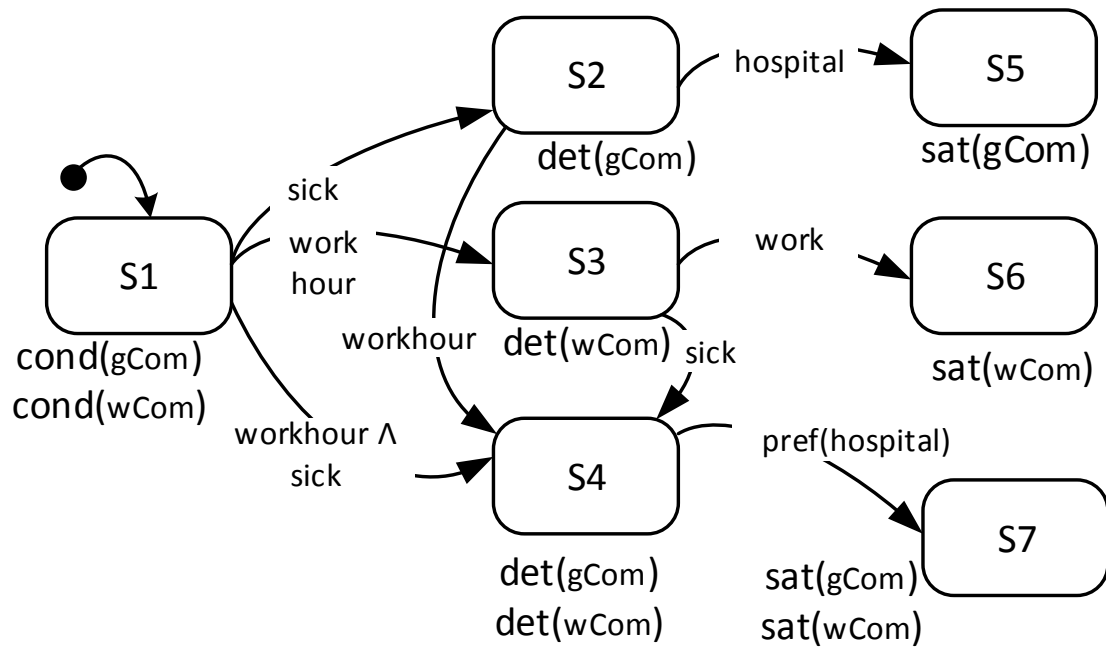 S2
hospital
S5
det(gCom)
sat(gCom)
sick
S1
work
hour
S3
work
S6
cond(gCom)
cond(wCom)
workhour
det(wCom)
sick
sat(wCom)
workhour Λ
sick
S4
pref(hospital)
S7
det(gCom)
det(wCom)
sat(gCom)
sat(wCom)